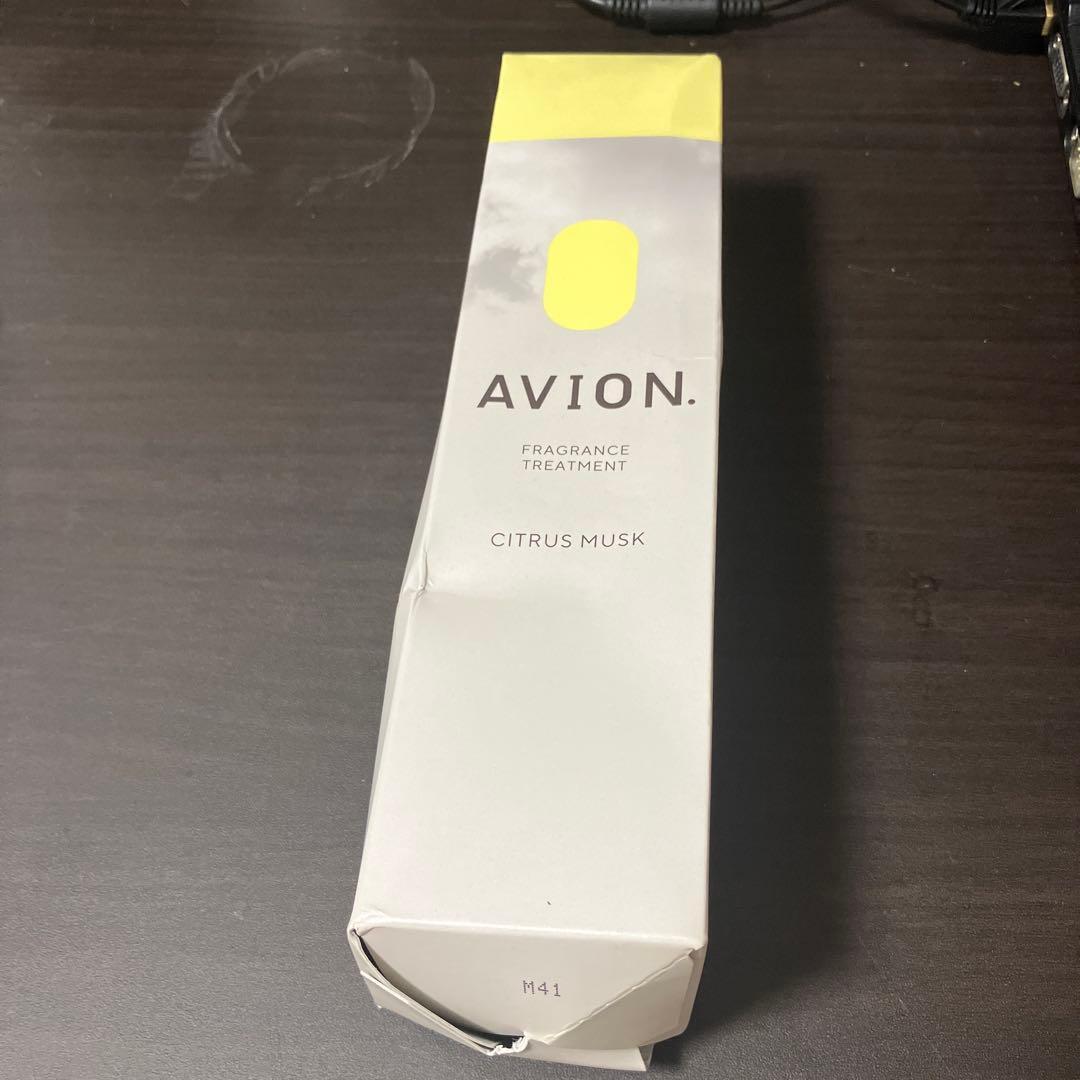 AVION.
FRAGRANCE
TREATMENT
CITRUS MUSK
M41